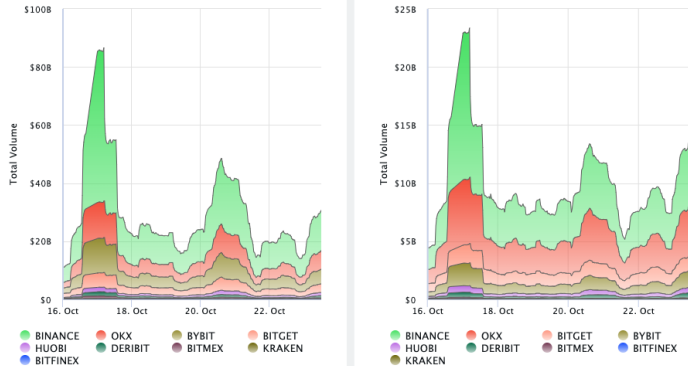 $100B
$80B
$60B
$40B
$20B
$0
Total Volume
16. Oct 18. Oct 20. Oct 22. Oct
BINANCE OKX BYBIT BITGET
HUOBI DERIBIT BITMEX KRAKEN
BITFINEX
$25B
$20B
$15B
$10B
$5B
$0
Total Volume
16. Oct 18. Oct 20. Oct 22. Oct
BINANCE OKX BITGET BYBIT
HUOBI DERIBIT BITMEX BITFINEX
KRAKEN